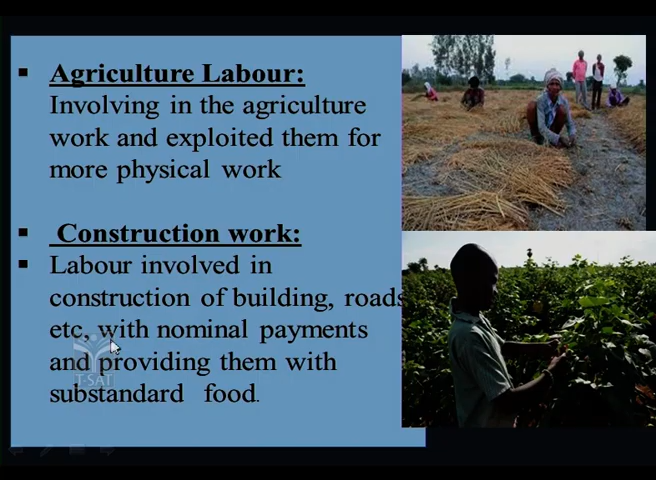 ▪ Agriculture Labour:
Involving in the agriculture
work and exploited them for
more physical work
▪ Construction work:
▪ Labour involved in
construction of building, roads
etc, with nominal payments
and providing them with
substandard food.
T-SAT